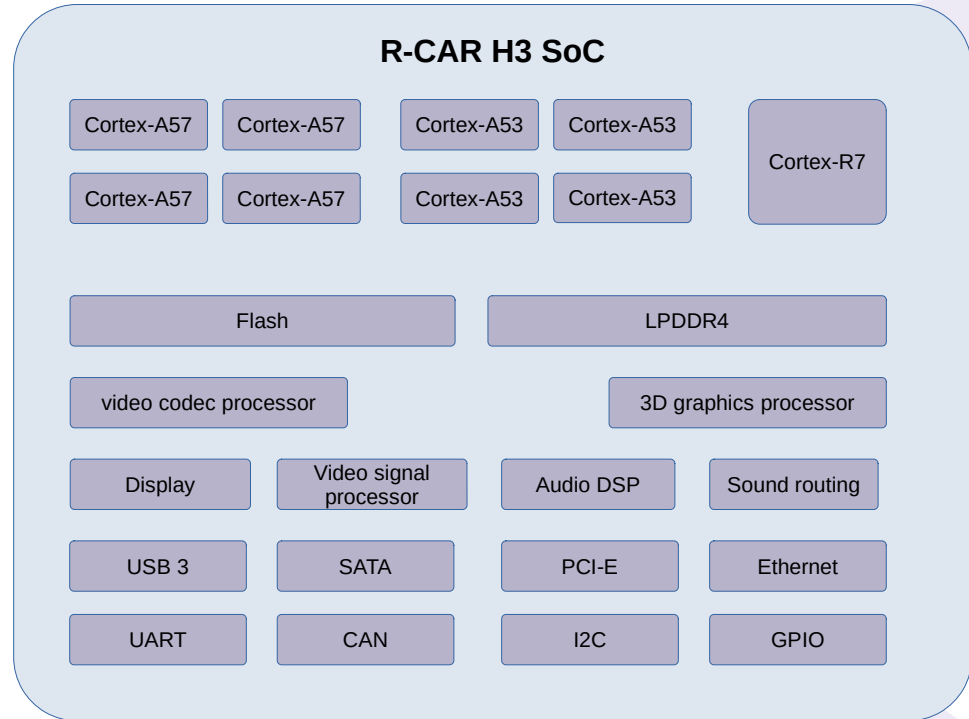 R-CAR H3 SoC
Cortex-A57
Cortex-A57
Cortex-A53
Cortex-A53
Cortex-R7
Cortex-A57
Cortex-A57
Cortex-A53
Cortex-A53
Flash
LPDDR4
video codec processor
3D graphics processor
Display
Video signal
processor
Audio DSP
Sound routing
USB 3
SATA
PCI-E
Ethernet
UART
CAN
I2C
GPIO